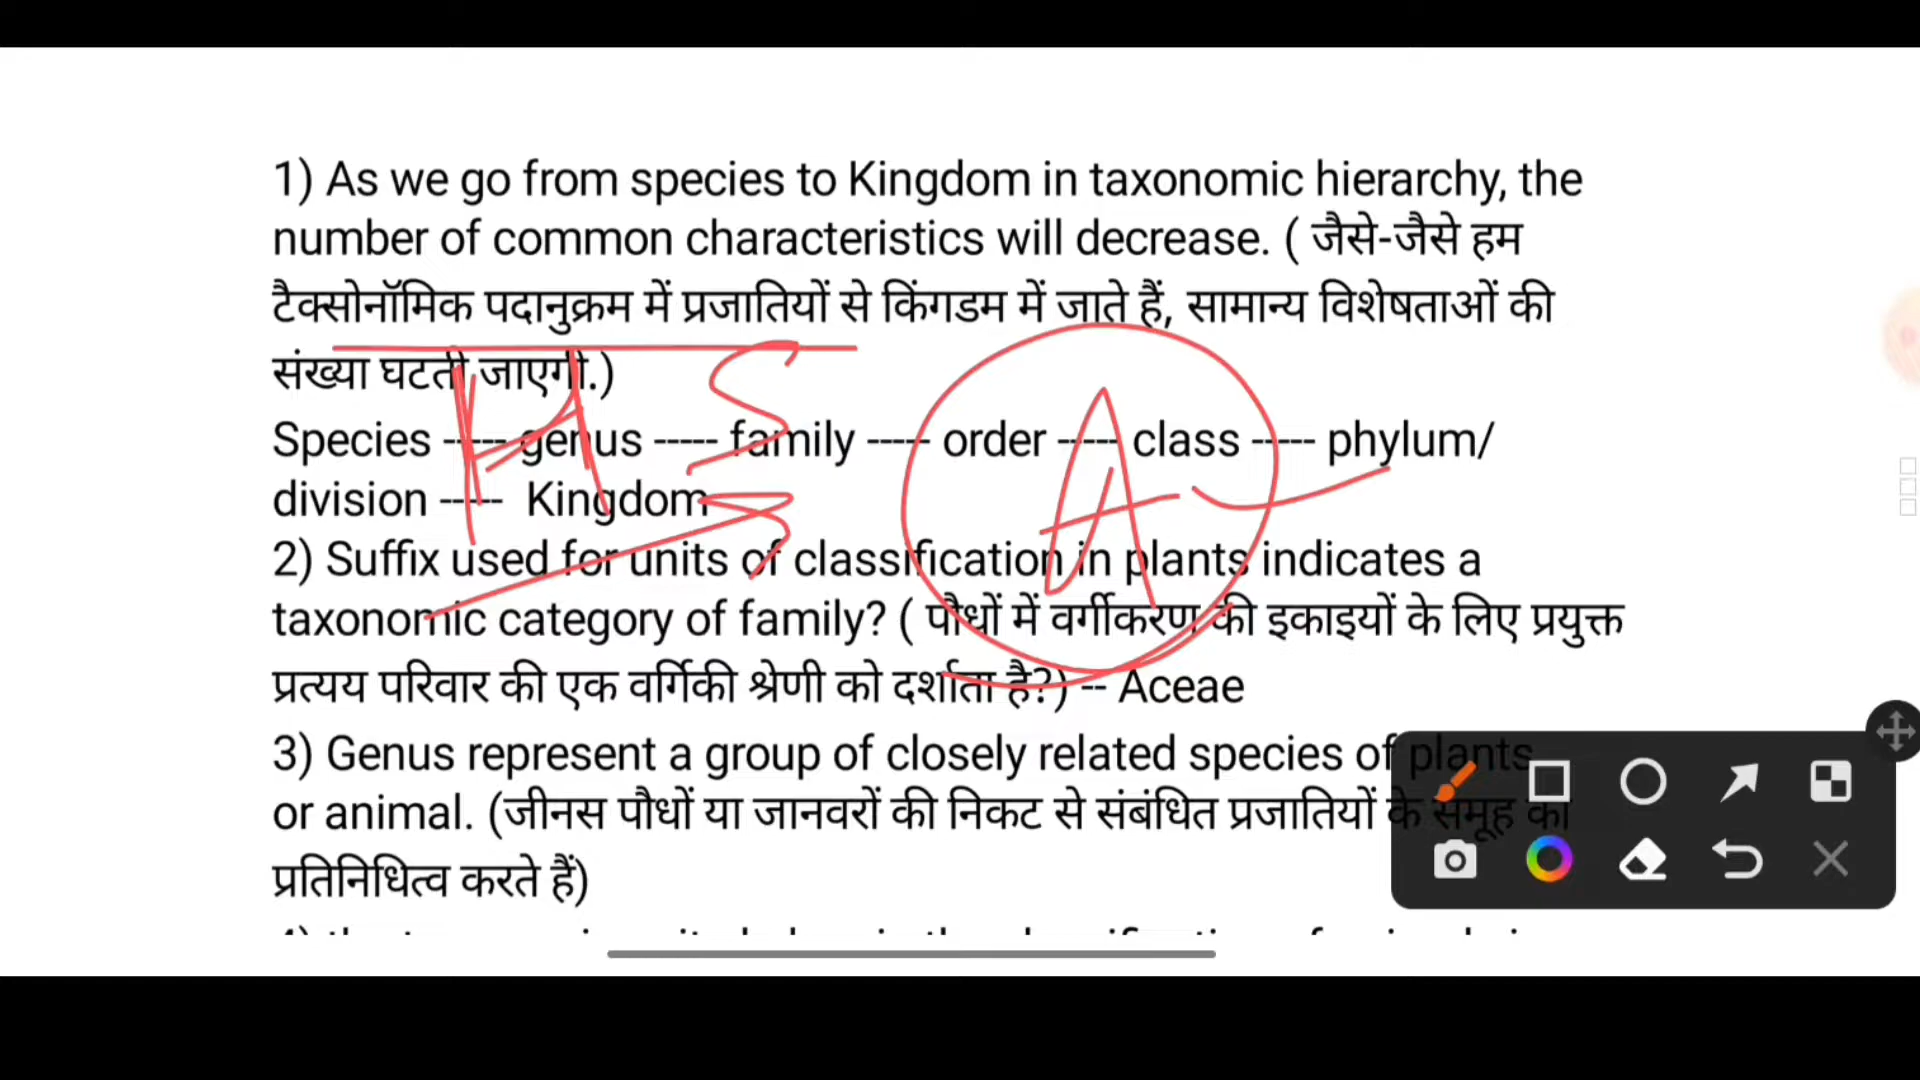 1) As we go from species to Kingdom in taxonomic hierarchy, the
number of common characteristics will decrease. ( जैसे-जैसे हम
टैक्सोनॉमिक पदानुक्रम में प्रजातियों से किंगडम में जाते हैं, सामान्य विशेषताओं की
संख्या घटती जाएगी.)
Species ----- genus ----- family ----- order ----- class ----- phylum/
division ----- Kingdom
2) Suffix used for units of classification in plants indicates a
taxonomic category of family? ( पौधों में वर्गीकरण की इकाइयों के लिए प्रयुक्त
प्रत्यय परिवार की एक वर्गिकी श्रेणी को दर्शाता है?) -- Aceae
3) Genus represent a group of closely related species of plants
or animal. (जीनस पौधों या जानवरों की निकट से संबंधित प्रजातियों के समूह का
प्रतिनिधित्व करते हैं)